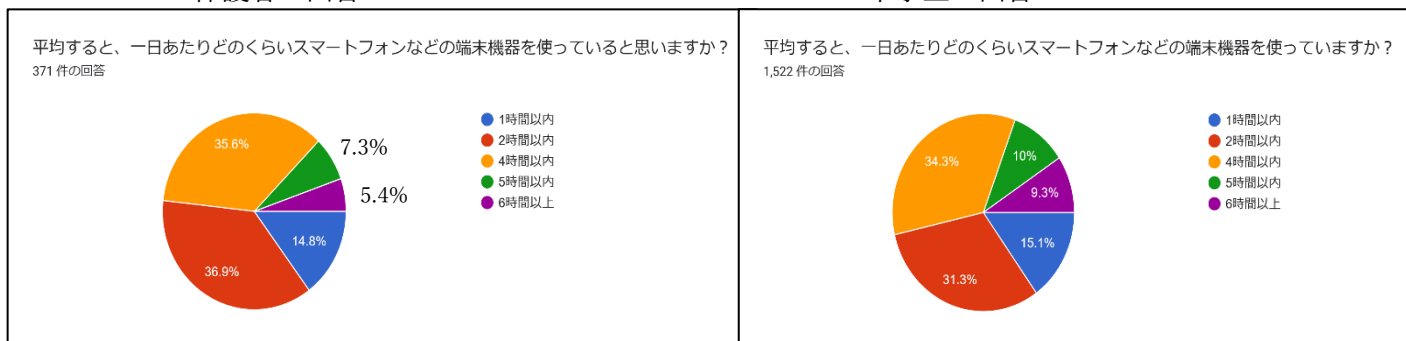 平均すると、一日あたりどのくらいスマートフォンなどの端末機器を使っていると思いますか？
371 件の回答
35.6%
7.3%
5.4%
14.8%
36.9%
1時間以内
2時間以内
4時間以内
5時間以内
6時間以上
平均すると、一日あたりどのくらいスマートフォンなどの端末機器を使っていますか？
1,522 件の回答
34.3%
10%
9.3%
15.1%
31.3%
1時間以内
2時間以内
4時間以内
5時間以内
6時間以上